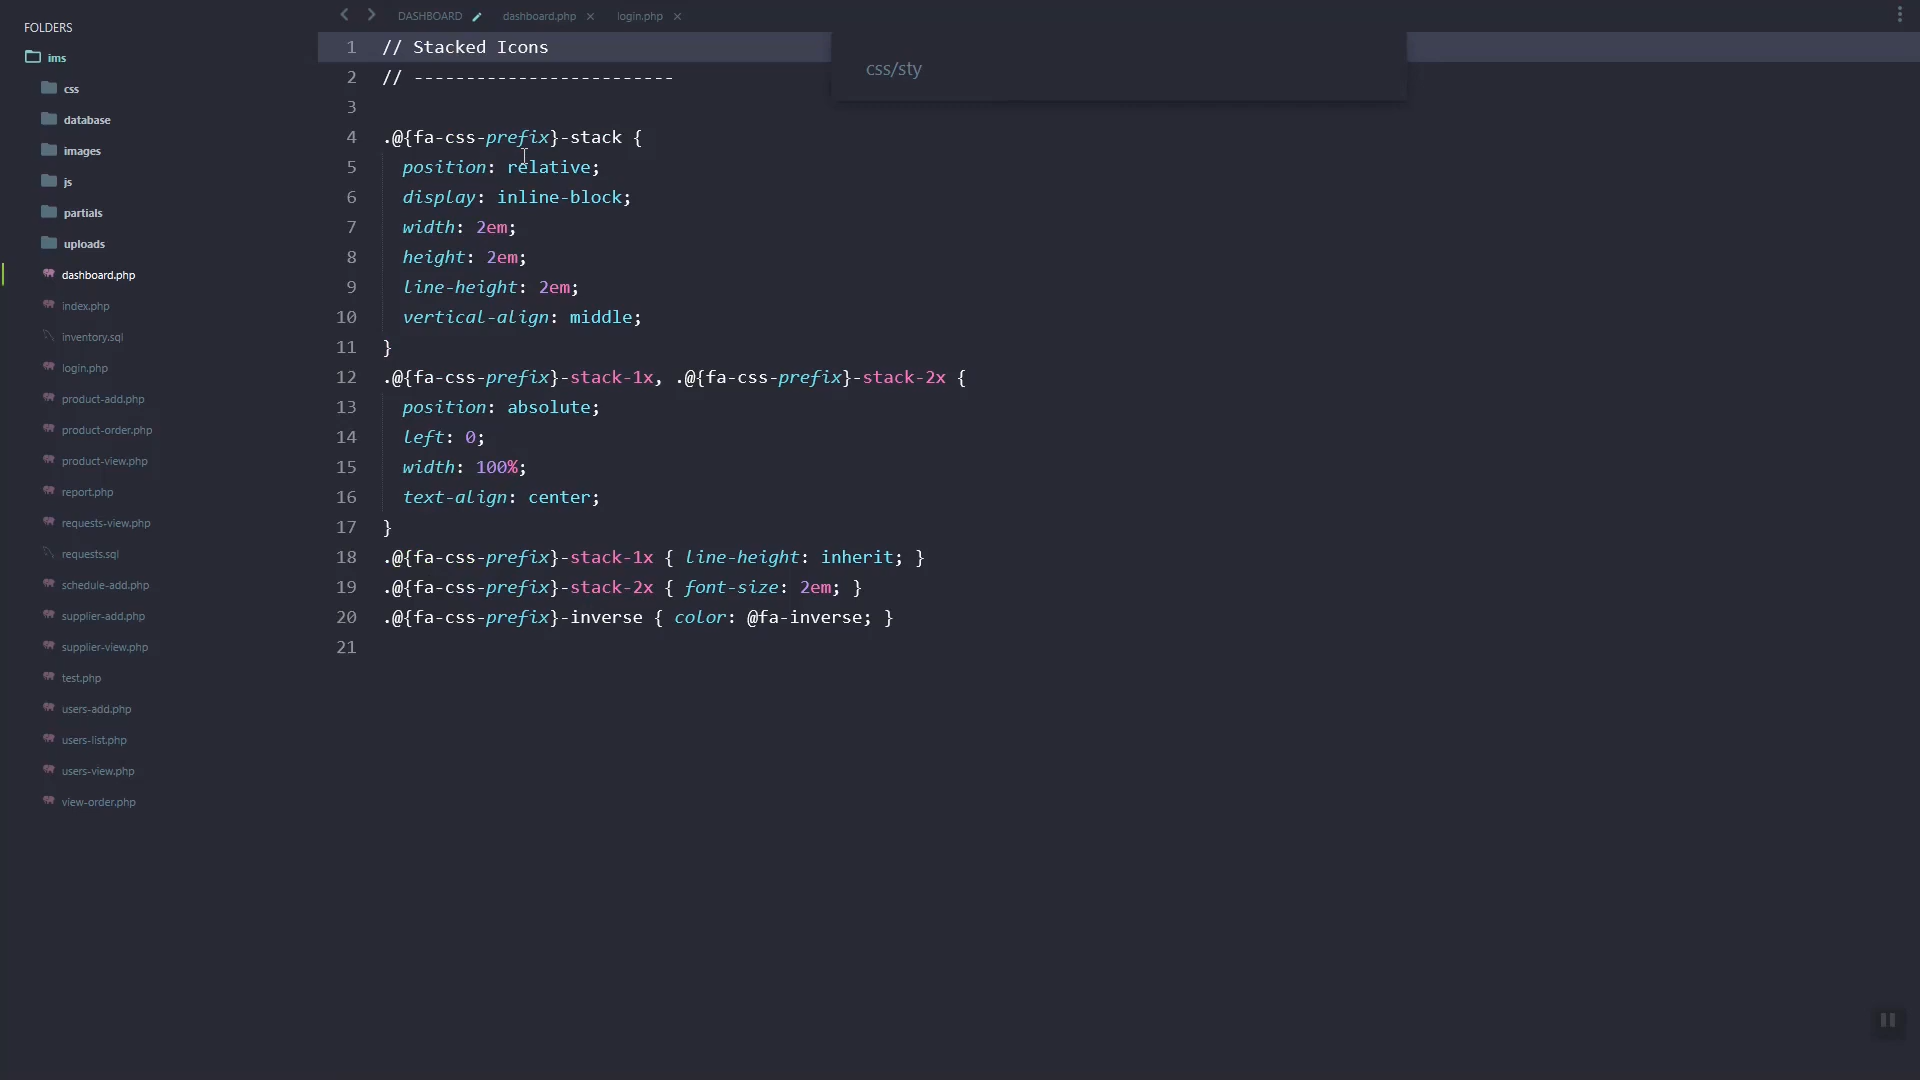 FOLDERS
ims
css
database
images
js
partials
uploads
dashboard.php
index.php
inventory.sql
login.php
product-add.php
product-order.php
product-view.php
report.php
requests-view.php
requests.sql
schedule-add.php
supplier-add.php
supplier-view.php
test.php
users-add.php
users-list.php
users-view.php
view-order.php
DASHBOARD dashboard.php login.php
css/sty
1 // Stacked Icons
2 // -------------------------
3
4 .@{fa-css-prefix}-stack {
5 position: relative;
6 display: inline-block;
7 width: 2em;
8 height: 2em;
9 line-height: 2em;
10 vertical-align: middle;
11 }
12 .@{fa-css-prefix}-stack-1x, .@{fa-css-prefix}-stack-2x {
13 position: absolute;
14 left: 0;
15 width: 100%;
16 text-align: center;
17 }
18 .@{fa-css-prefix}-stack-1x { line-height: inherit; }
19 .@{fa-css-prefix}-stack-2x { font-size: 2em; }
20 .@{fa-css-prefix}-inverse { color: @fa-inverse; }
21